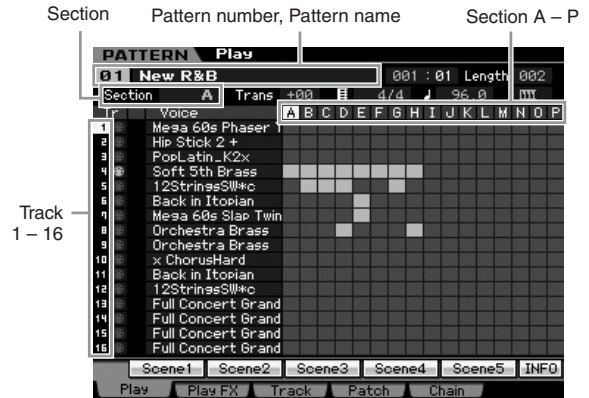 Section
Pattern number, Pattern name
Section A – P
PATTERN Play
01 New R&B 001 : 01 Length 002
Section A Trans +00 4/4 ♩ 96.0
Tr Voice A B C D E F G H I J K L M N O P
1 Mega 60s Phaser 1
2 Hip Stick 2 +
3 PopLatin_K2x
4 Soft 5th Brass
5 12StringsSW*c
6 Back in Itopian
7 Mega 60s Slap Twin
8 Orchestra Brass
9 Orchestra Brass
10 x ChorusHard
11 Back in Itopian
12 12StringsSW*c
13 Full Concert Grand
14 Full Concert Grand
15 Full Concert Grand
16 Full Concert Grand
Track
1 – 16
Scene1 Scene2 Scene3 Scene4 Scene5 INFO
Play Play FX Track Patch Chain